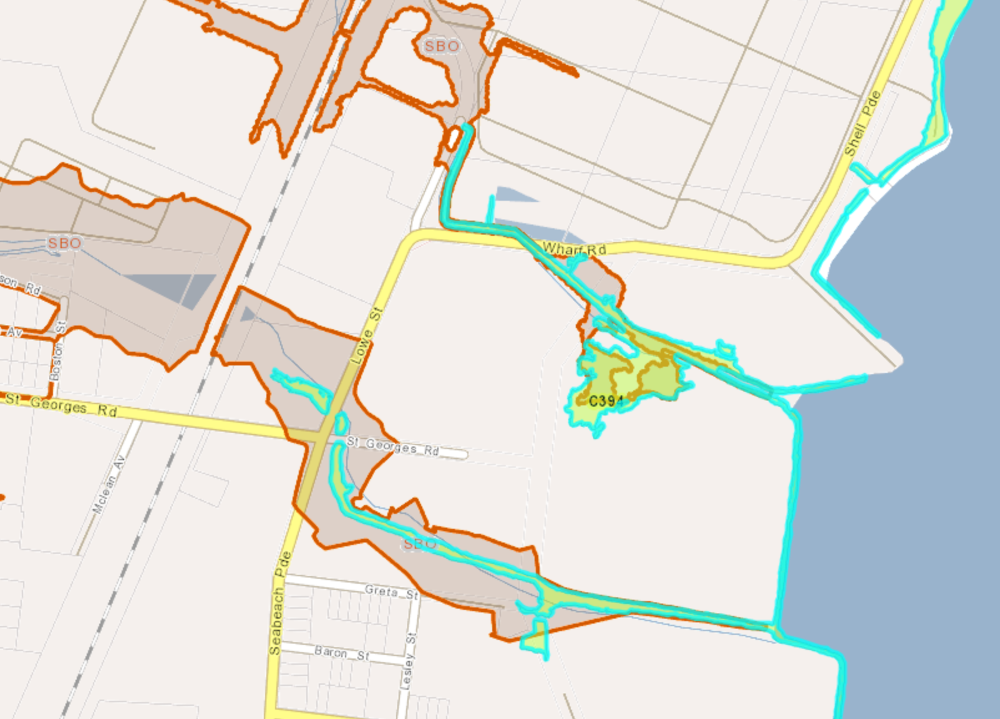 SBO
Shell Pde
SBO
Wharf Rd
son Rd
Av
Boston St
Lowe St
St Georges Rd
C394
St Georges Rd
Mclean Av
SBO
Seabeach Pde
Greta St
Baron St
Lesley St